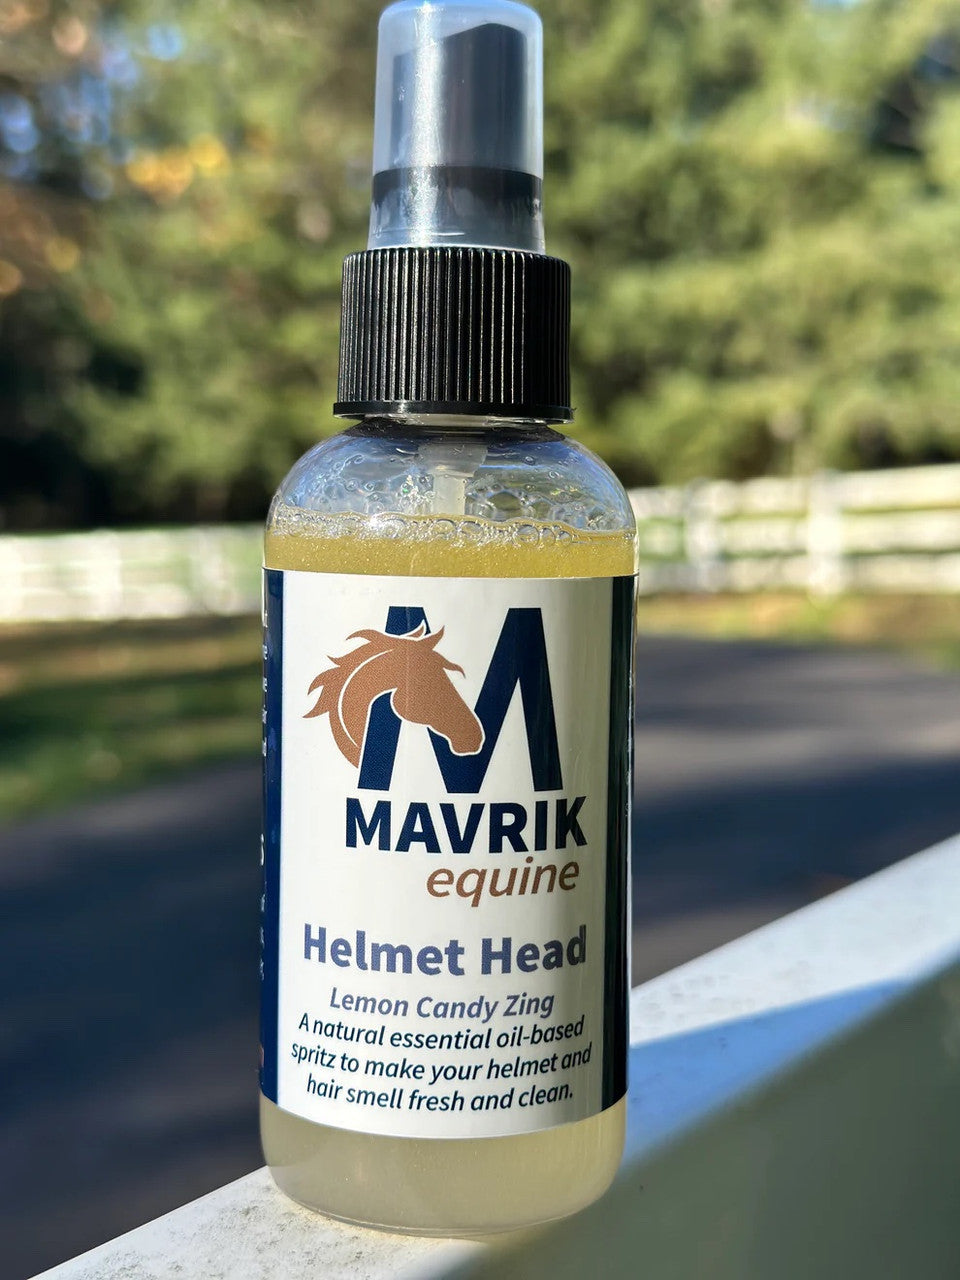 M
MAVRIK
equine
Helmet Head
Lemon Candy Zing
A natural essential oil-based
spritz to make your helmet and
hair smell fresh and clean.